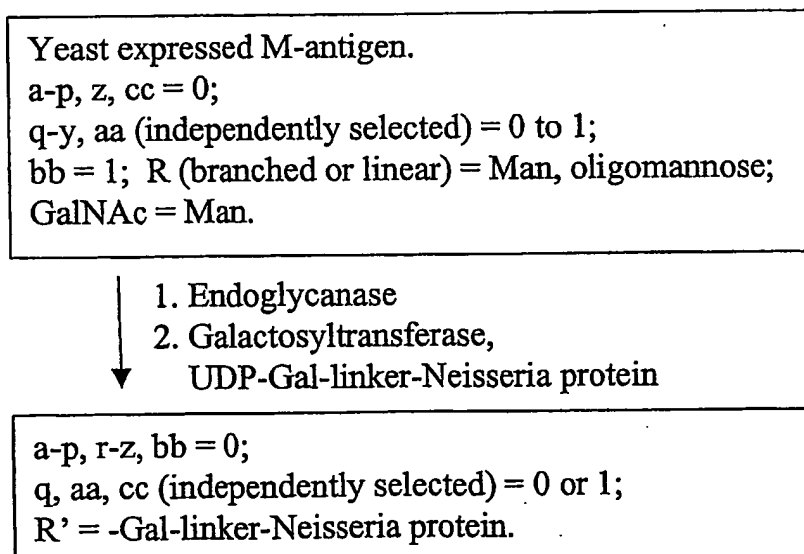 Yeast expressed M-antigen.
a-p, z, cc = 0;
q-y, aa (independently selected) = 0 to 1;
bb = 1; R (branched or linear) = Man, oligomannose;
GalNAc = Man.
1. Endoglycanase
2. Galactosyltransferase,
UDP-Gal-linker-Neisseria protein
a-p, r-z, bb = 0;
q, aa, cc (independently selected) = 0 or 1;
R' = -Gal-linker-Neisseria protein.